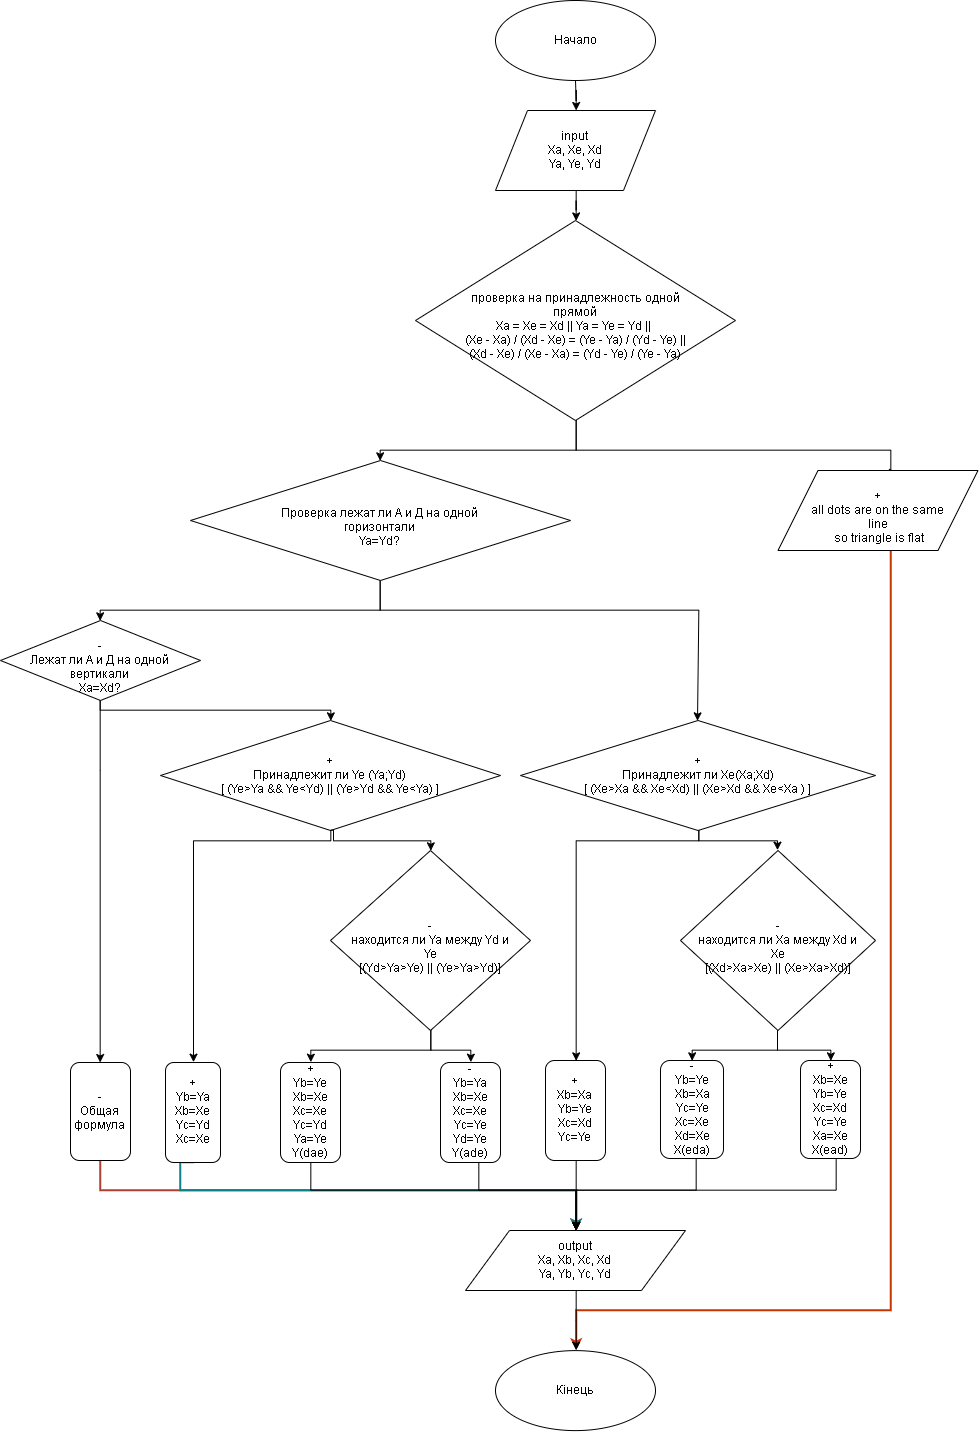 Начало
input
Xa, Xe, Xd
Ya, Ye, Yd
проверка на принадлежность одной
прямой
Xa = Xe = Xd || Ya = Ye = Yd ||
(Xe - Xa) / (Xd - Xe) = (Ye - Ya) / (Yd - Ye) ||
(Xd - Xe) / (Xe - Xa) = (Yd - Ye) / (Ye - Ya)
Проверка лежат ли А и Д на одной
горизонтали
Ya=Yd?
+
all dots are on the same
line
so triangle is flat
-
Лежат ли А и Д на одной
вертикали
Xa=Xd?
+
Принадлежит ли Ye (Ya;Yd)
[ (Ye>Ya && Ye<Yd) || (Ye>Yd && Ye<Ya) ]
+
Принадлежит ли Xe(Xa;Xd)
[ (Xe>Xa && Xe<Xd) || (Xe>Xd && Xe<Xa ) ]
-
находится ли Ya между Yd и
Ye
[(Yd>Ya>Ye) || (Ye>Ya>Yd)]
-
находится ли Xa между Xd и
Xe
[(Xd>Xa>Xe) || (Xe>Xa>Xd)]
-
Общая
формула
+
Yb=Ya
Xb=Xe
Yc=Yd
Xc=Xe
+
Yb=Ye
Xb=Xe
Xc=Xe
Yc=Yd
Ya=Ye
Y(dae)
-
Yb=Ya
Xb=Xe
Xc=Xe
Yc=Ye
Yd=Ye
Y(ade)
+
Xb=Xa
Yb=Ye
Xc=Xd
Yc=Ye
-
Yb=Ye
Xb=Xa
Yc=Ye
Xc=Xe
Xd=Xe
X(eda)
+
Xb=Xe
Yb=Ye
Xc=Xd
Yc=Ye
Xa=Xe
X(ead)
output
Xa, Xb, Xc, Xd
Ya, Yb, Yc, Yd
Кінець